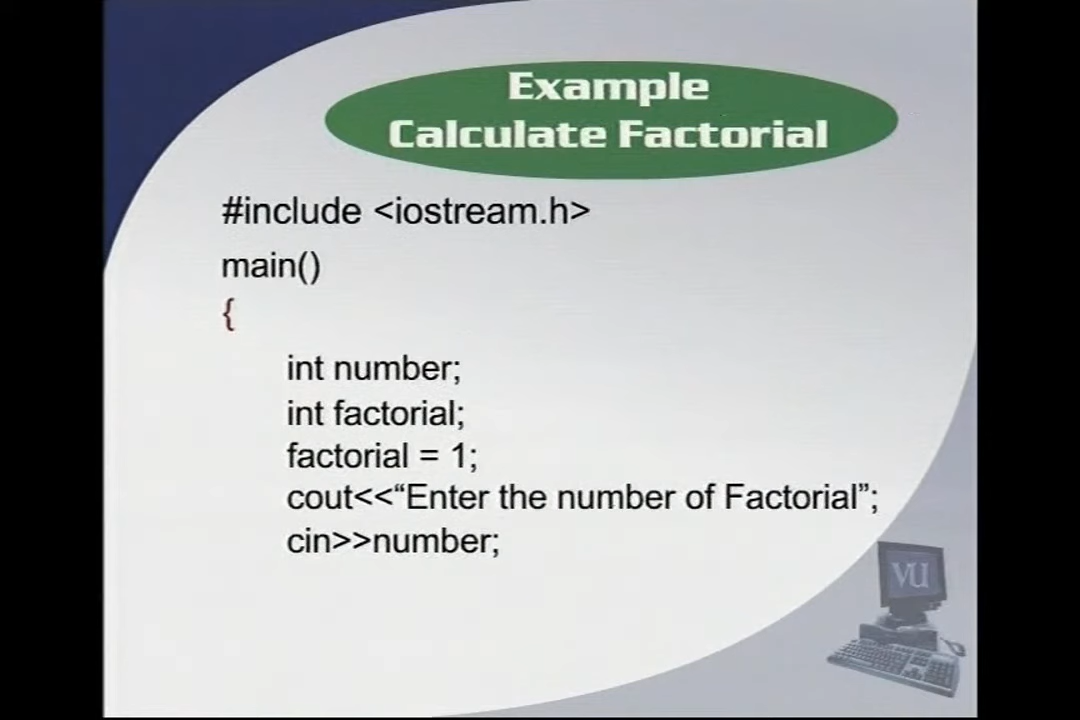 Example
Calculate Factorial
#include <iostream.h>
main()
{
int number;
int factorial;
factorial = 1;
cout<<“Enter the number of Factorial”;
cin>>number;
VU